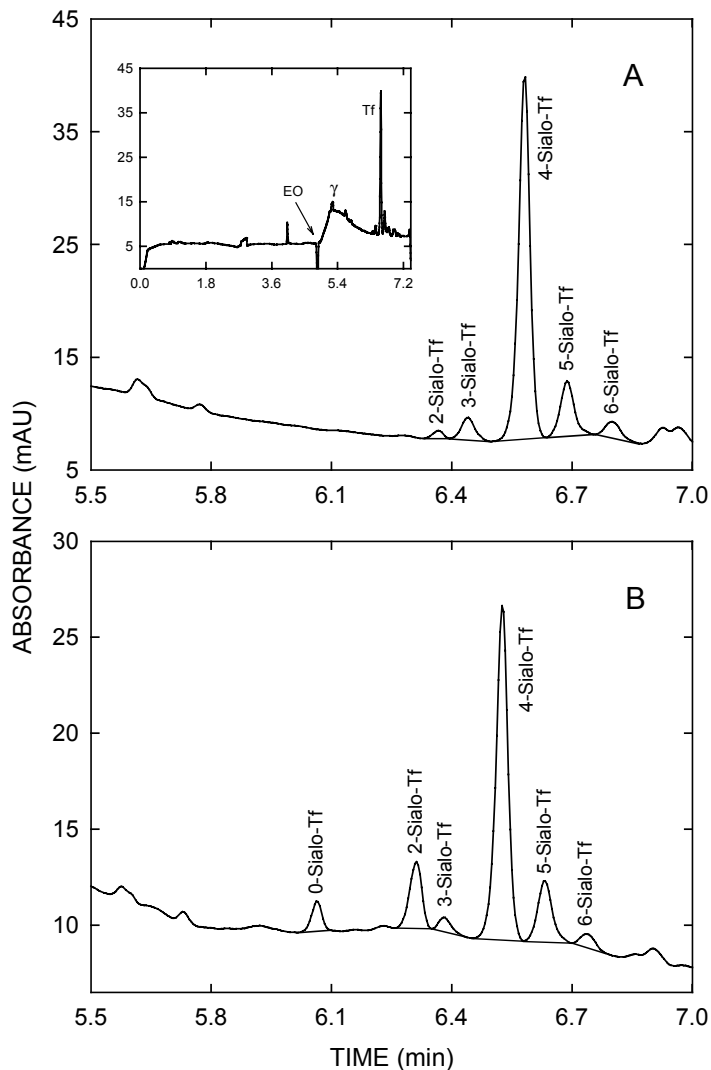 45
35
25
15
5
A
45
35
25
15
5
0.0 1.8 3.6 5.4 7.2
EO
γ
Tf
2-Sialo-Tf
3-Sialo-Tf
4-Sialo-Tf
5-Sialo-Tf
6-Sialo-Tf
5.5 5.8 6.1 6.4 6.7 7.0
ABSORBANCE (mAU)
30
25
20
15
10
B
0-Sialo-Tf
2-Sialo-Tf
3-Sialo-Tf
4-Sialo-Tf
5-Sialo-Tf
6-Sialo-Tf
5.5 5.8 6.1 6.4 6.7 7.0
TIME (min)